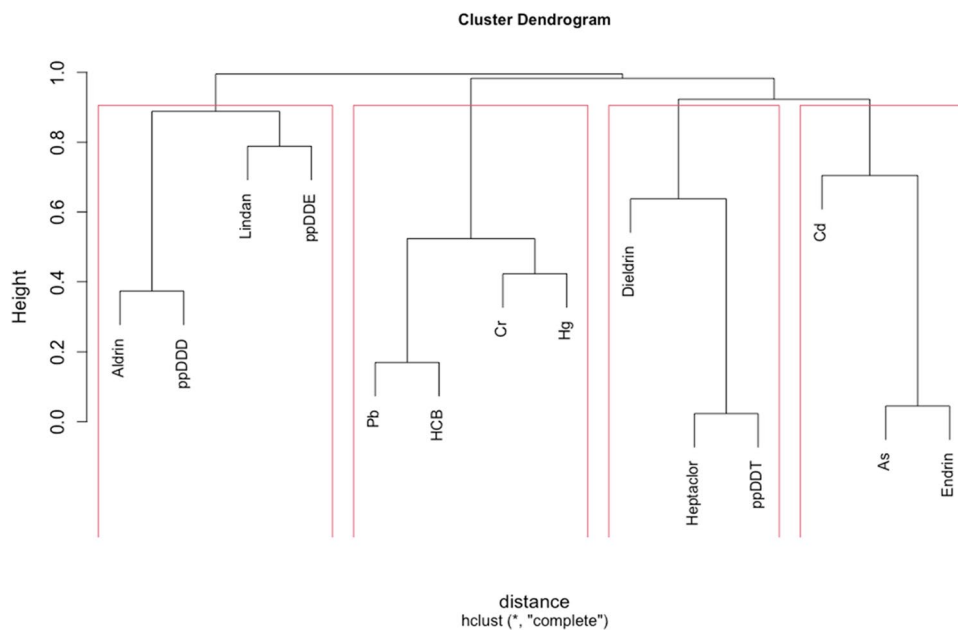 Cluster Dendrogram
Height
1.0
0.8
0.6
0.4
0.2
0.0
Aldrin
ppDDD
Lindan
ppDDE
Pb
HCB
Cr
Hg
Dieldrin
Heptaclor
ppDDT
Cd
As
Endrin
distance
hclust (*, "complete")